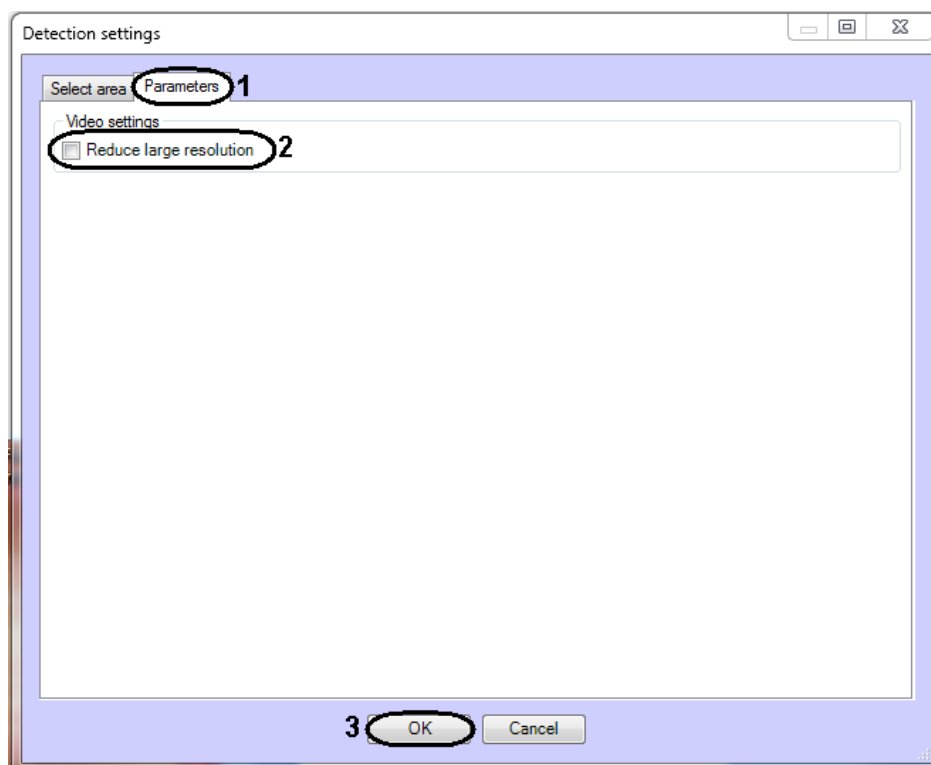 Detection settings
Select area Parameters 1
Video settings
Reduce large resolution 2
3 OK Cancel